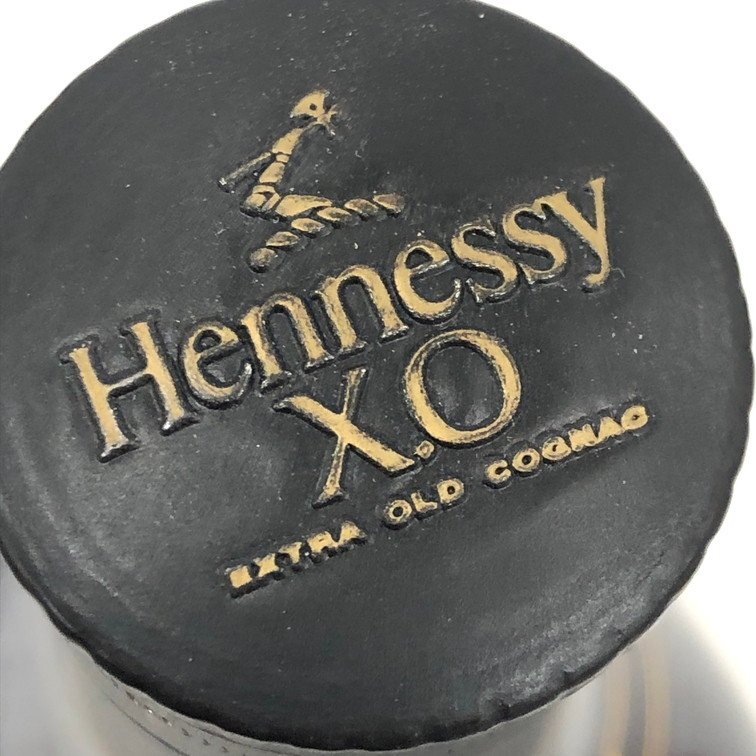 Hennessy
X.O
EXTRA OLD COGNAC